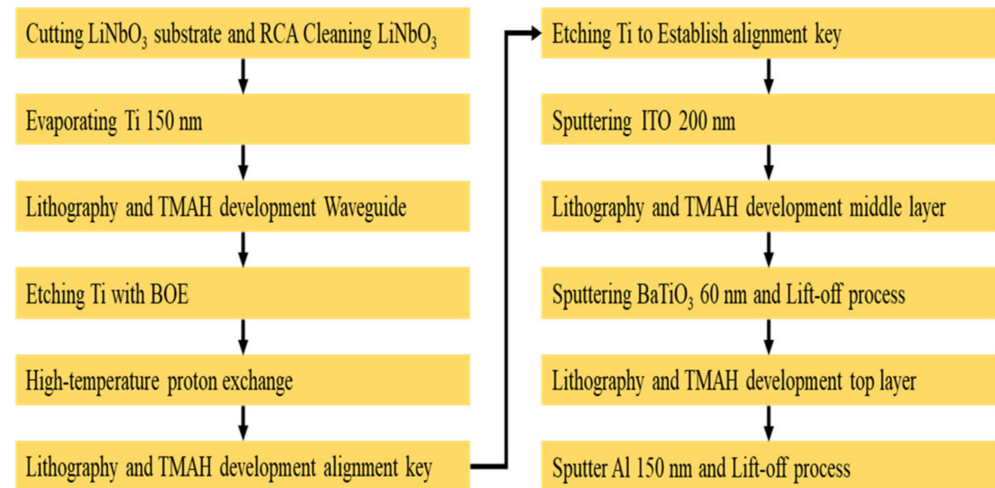 Cutting LiNbO₃ substrate and RCA Cleaning LiNbO₃
Evaporating Ti 150 nm
Lithography and TMAH development Waveguide
Etching Ti with BOE
High-temperature proton exchange
Lithography and TMAH development alignment key
Etching Ti to Establish alignment key
Sputtering ITO 200 nm
Lithography and TMAH development middle layer
Sputtering BaTiO₃ 60 nm and Lift-off process
Lithography and TMAH development top layer
Sputter Al 150 nm and Lift-off process